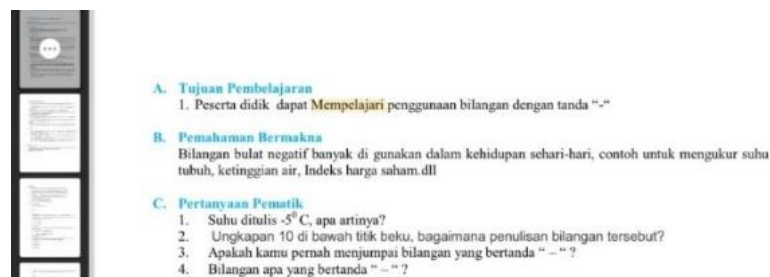 A. Tujuan Pembelajaran
1. Peserta didik dapat Mempelajari penggunaan bilangan dengan tanda “-“
B. Pemahaman Bermakna
Bilangan bulat negatif banyak di gunakan dalam kehidupan sehari-hari, contoh untuk mengukur suhu
tubuh, ketinggian air, Indeks harga saham.dll
C. Pertanyaan Pematik
1. Suhu ditulis -5⁰ C, apa artinya?
2. Ungkapan 10 di bawah titik beku, bagaimana penulisan bilangan tersebut?
3. Apakah kamu pernah menjumpai bilangan yang bertanda “ – “ ?
4. Bilangan apa yang bertanda “ – “ ?